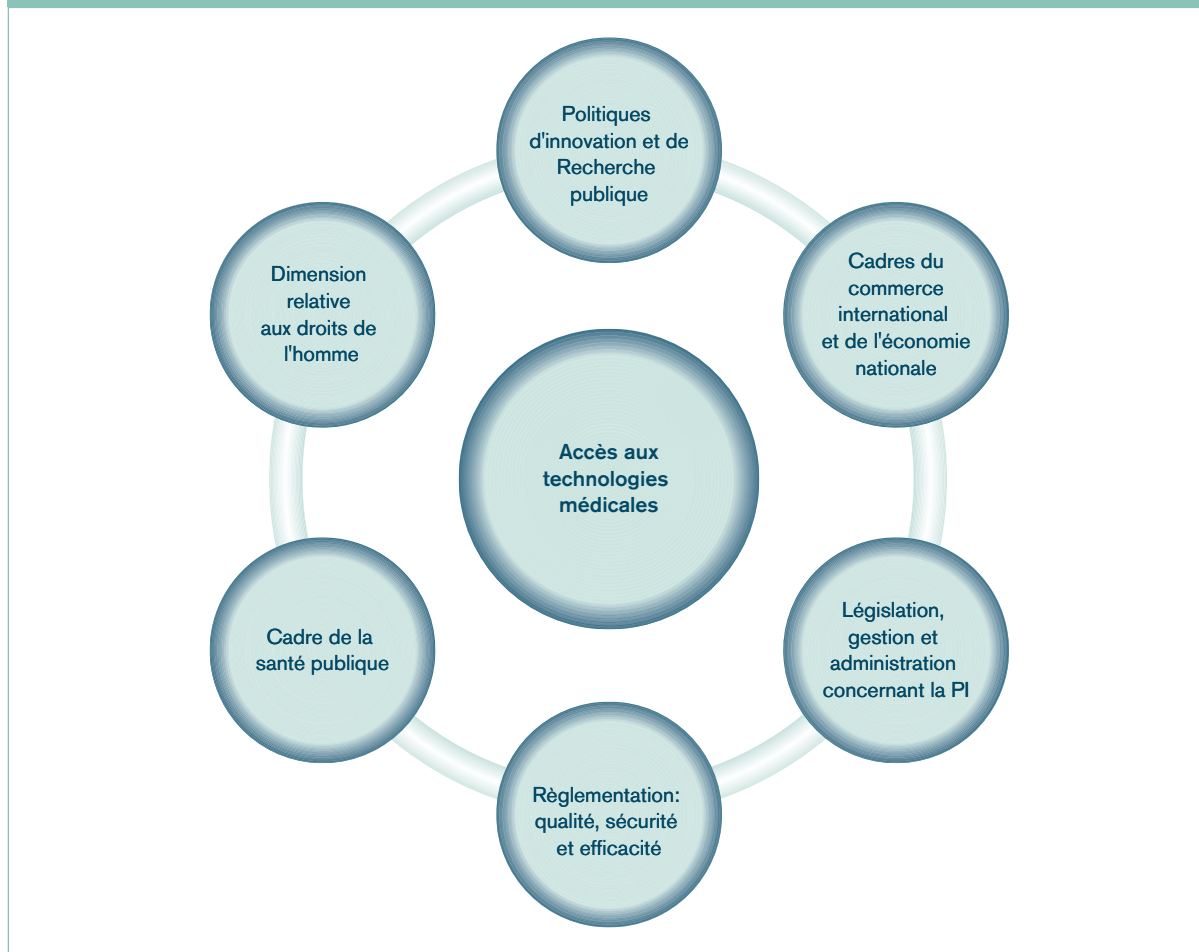 Politiques
d'innovation et de
Recherche
publique
Cadres du
commerce
international
et de l'économie
nationale
Dimension
relative
aux droits de
l'homme
Accès aux
technologies
médicales
Législation,
gestion et
administration
concernant la PI
Cadre de la
santé publique
Règlementation:
qualité, sécurité
et efficacité